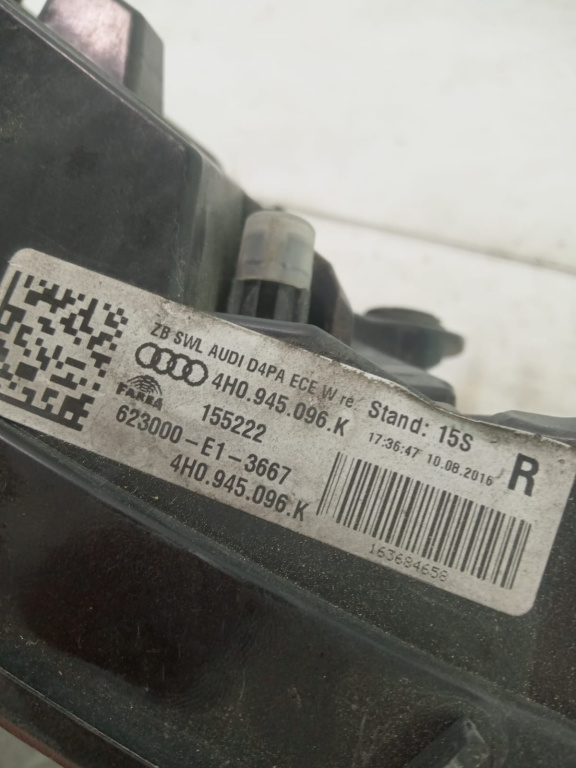 ZB SWL AUDI D4PA ECE W re
4H0.945.096.K
FARBA
155222
623000-E1-3667
4H0.945.096.K
Stand: 15S
17:36:47 10.08.2016
R
163684658